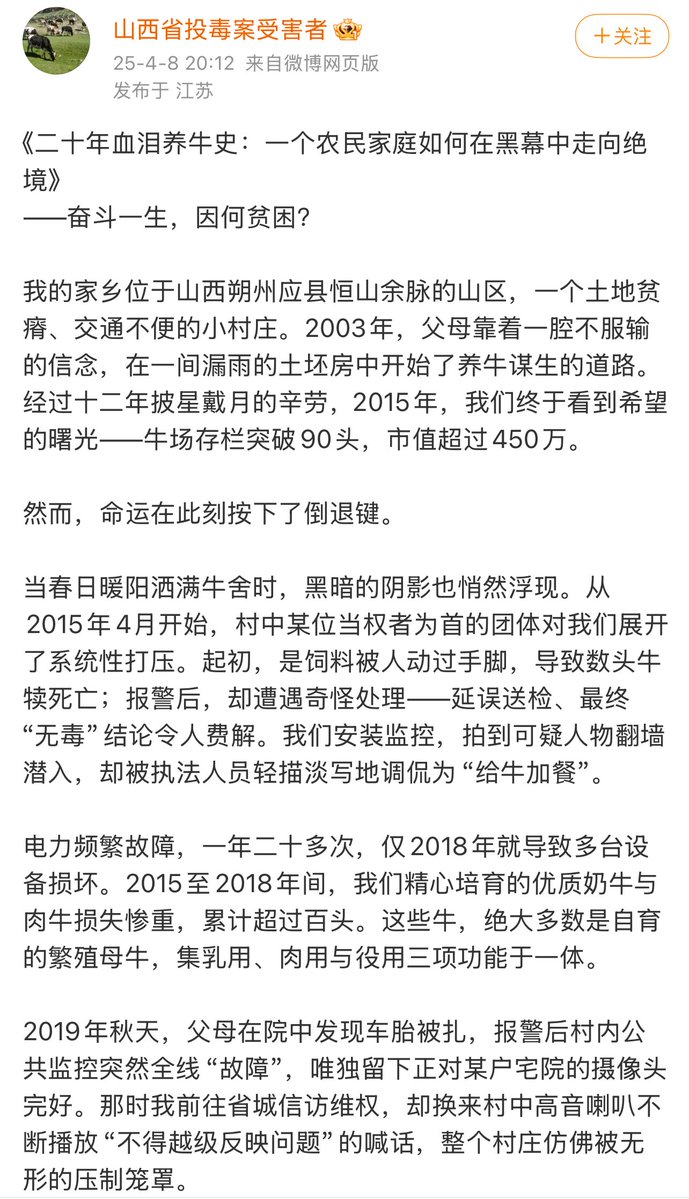 山西省投毒案受害者
+关注
25-4-8 20:12 来自微博网页版
发布于 江苏
《二十年血泪养牛史：一个农民家庭如何在黑幕中走向绝
境》
——奋斗一生，因何贫困？
我的家乡位于山西朔州应县恒山余脉的山区，一个土地贫
瘠、交通不便的小村庄。2003年，父母靠着一腔不服输
的信念，在一间漏雨的土坯房中开始了养牛谋生的道路。
经过十二年披星戴月的辛劳，2015年，我们终于看到希望
的曙光——牛场存栏突破90头，市值超过450万。
然而，命运在此刻按下了倒退键。
当春日暖阳洒满牛舍时，黑暗的阴影也悄然浮现。从
2015年4月开始，村中某位当权者为首的团体对我们展开
了系统性打压。起初，是饲料被人动过手脚，导致数头牛
犊死亡；报警后，却遭遇奇怪处理——延误送检、最终
“无毒”结论令人费解。我们安装监控，拍到可疑人物翻墙
潜入，却被执法人员轻描淡写地调侃为“给牛加餐”。
电力频繁故障，一年二十多次，仅2018年就导致多台设
备损坏。2015至2018年间，我们精心培育的优质奶牛与
肉牛损失惨重，累计超过百头。这些牛，绝大多数是自育
的繁殖母牛，集乳用、肉用与役用三项功能于一体。
2019年秋天，父母在院中发现车胎被扎，报警后村内公
共监控突然全线“故障”，唯独留下正对某户宅院的摄像头
完好。那时我前往省城信访维权，却换来村中高音喇叭不
断播放“不得越级反映问题”的喊话，整个村庄仿佛被无
形的压制笼罩。